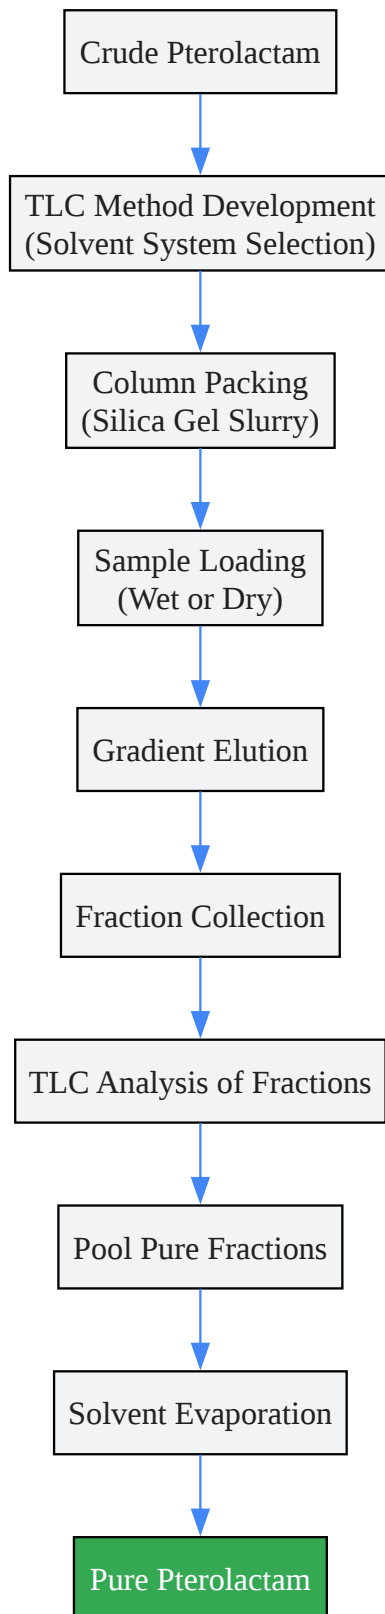 Crude Pterolactam
TLC Method Development
(Solvent System Selection)
Column Packing
(Silica Gel Slurry)
Sample Loading
(Wet or Dry)
Gradient Elution
Fraction Collection
TLC Analysis of Fractions
Pool Pure Fractions
Solvent Evaporation
Pure Pterolactam